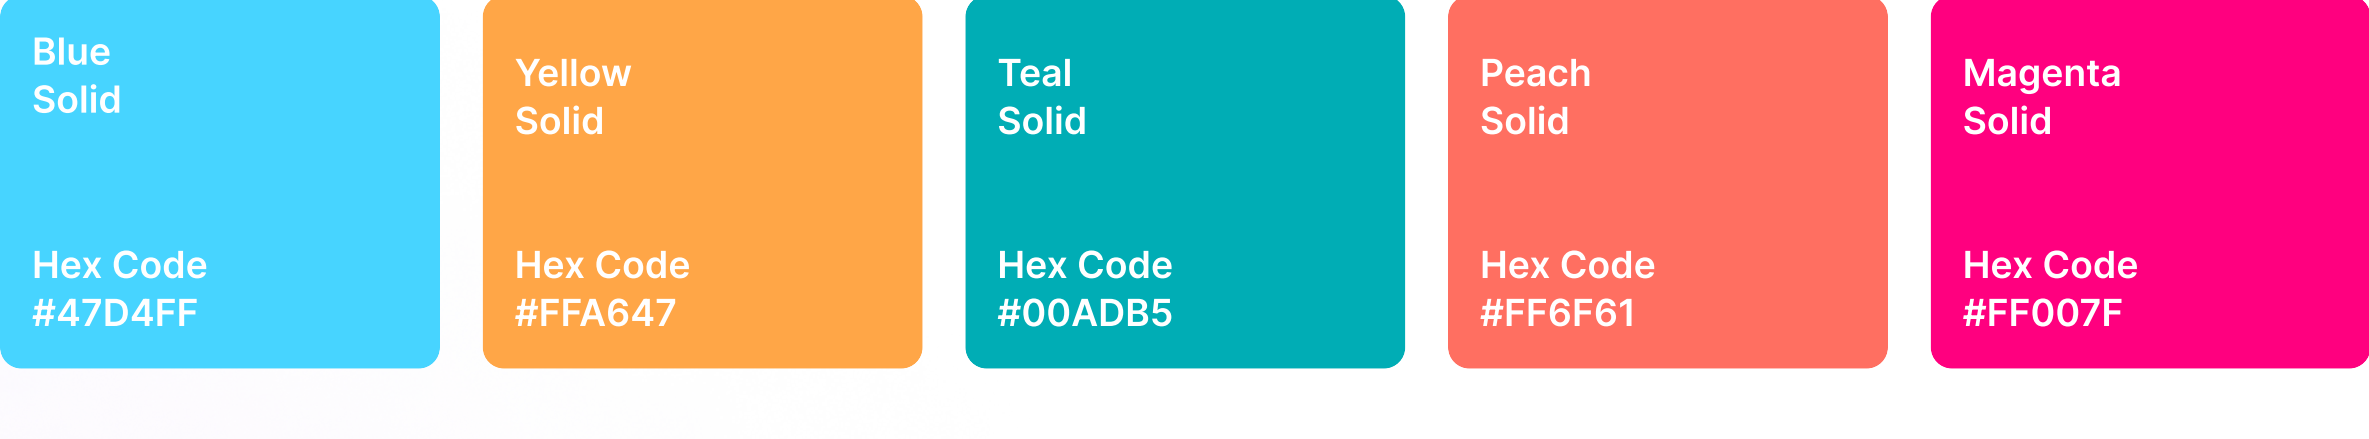 Blue
Solid
Hex Code
#47D4FF
Yellow
Solid
Hex Code
#FFA647
Teal
Solid
Hex Code
#00ADB5
Peach
Solid
Hex Code
#FF6F61
Magenta
Solid
Hex Code
#FF007F